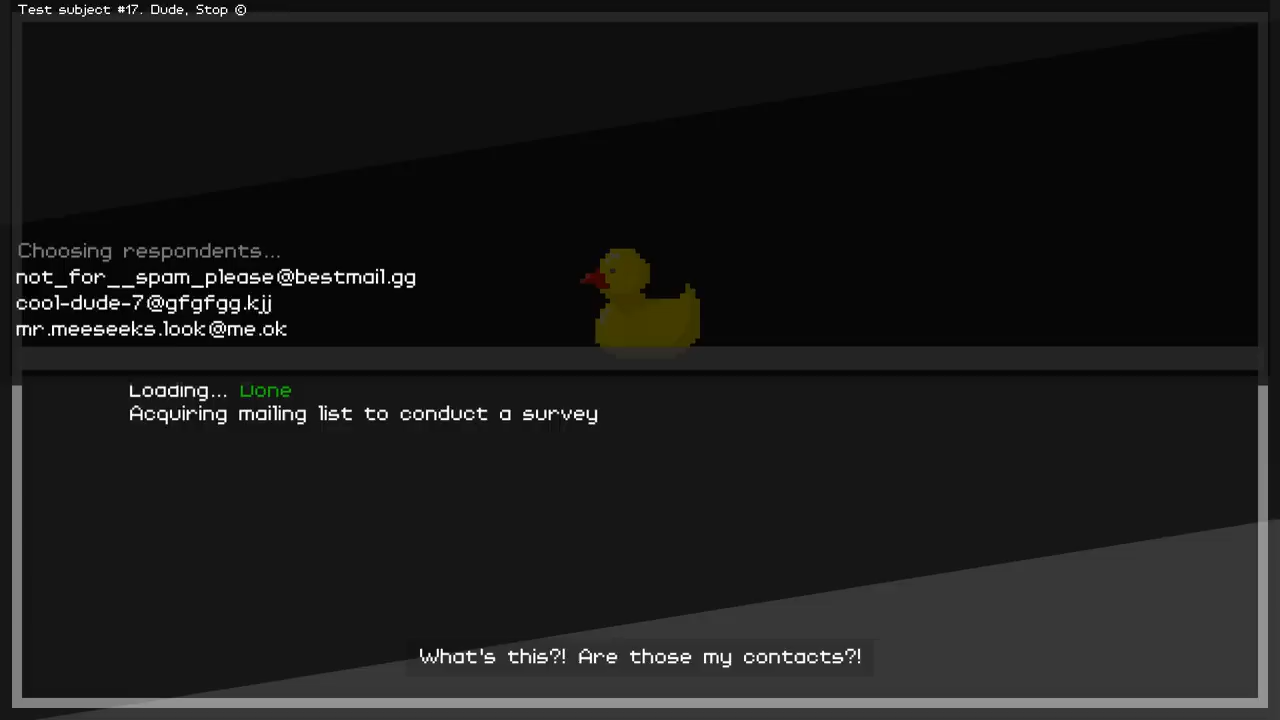 Test subject #17. Dude, Stop ©
Choosing respondents...
not_for__spam_please@bestmail.gg
cool-dude-7@gfgfgg.kjj
mr.meeseeks.look@me.ok
Loading... Done
Acquiring mailing list to conduct a survey
What's this?! Are those my contacts?!